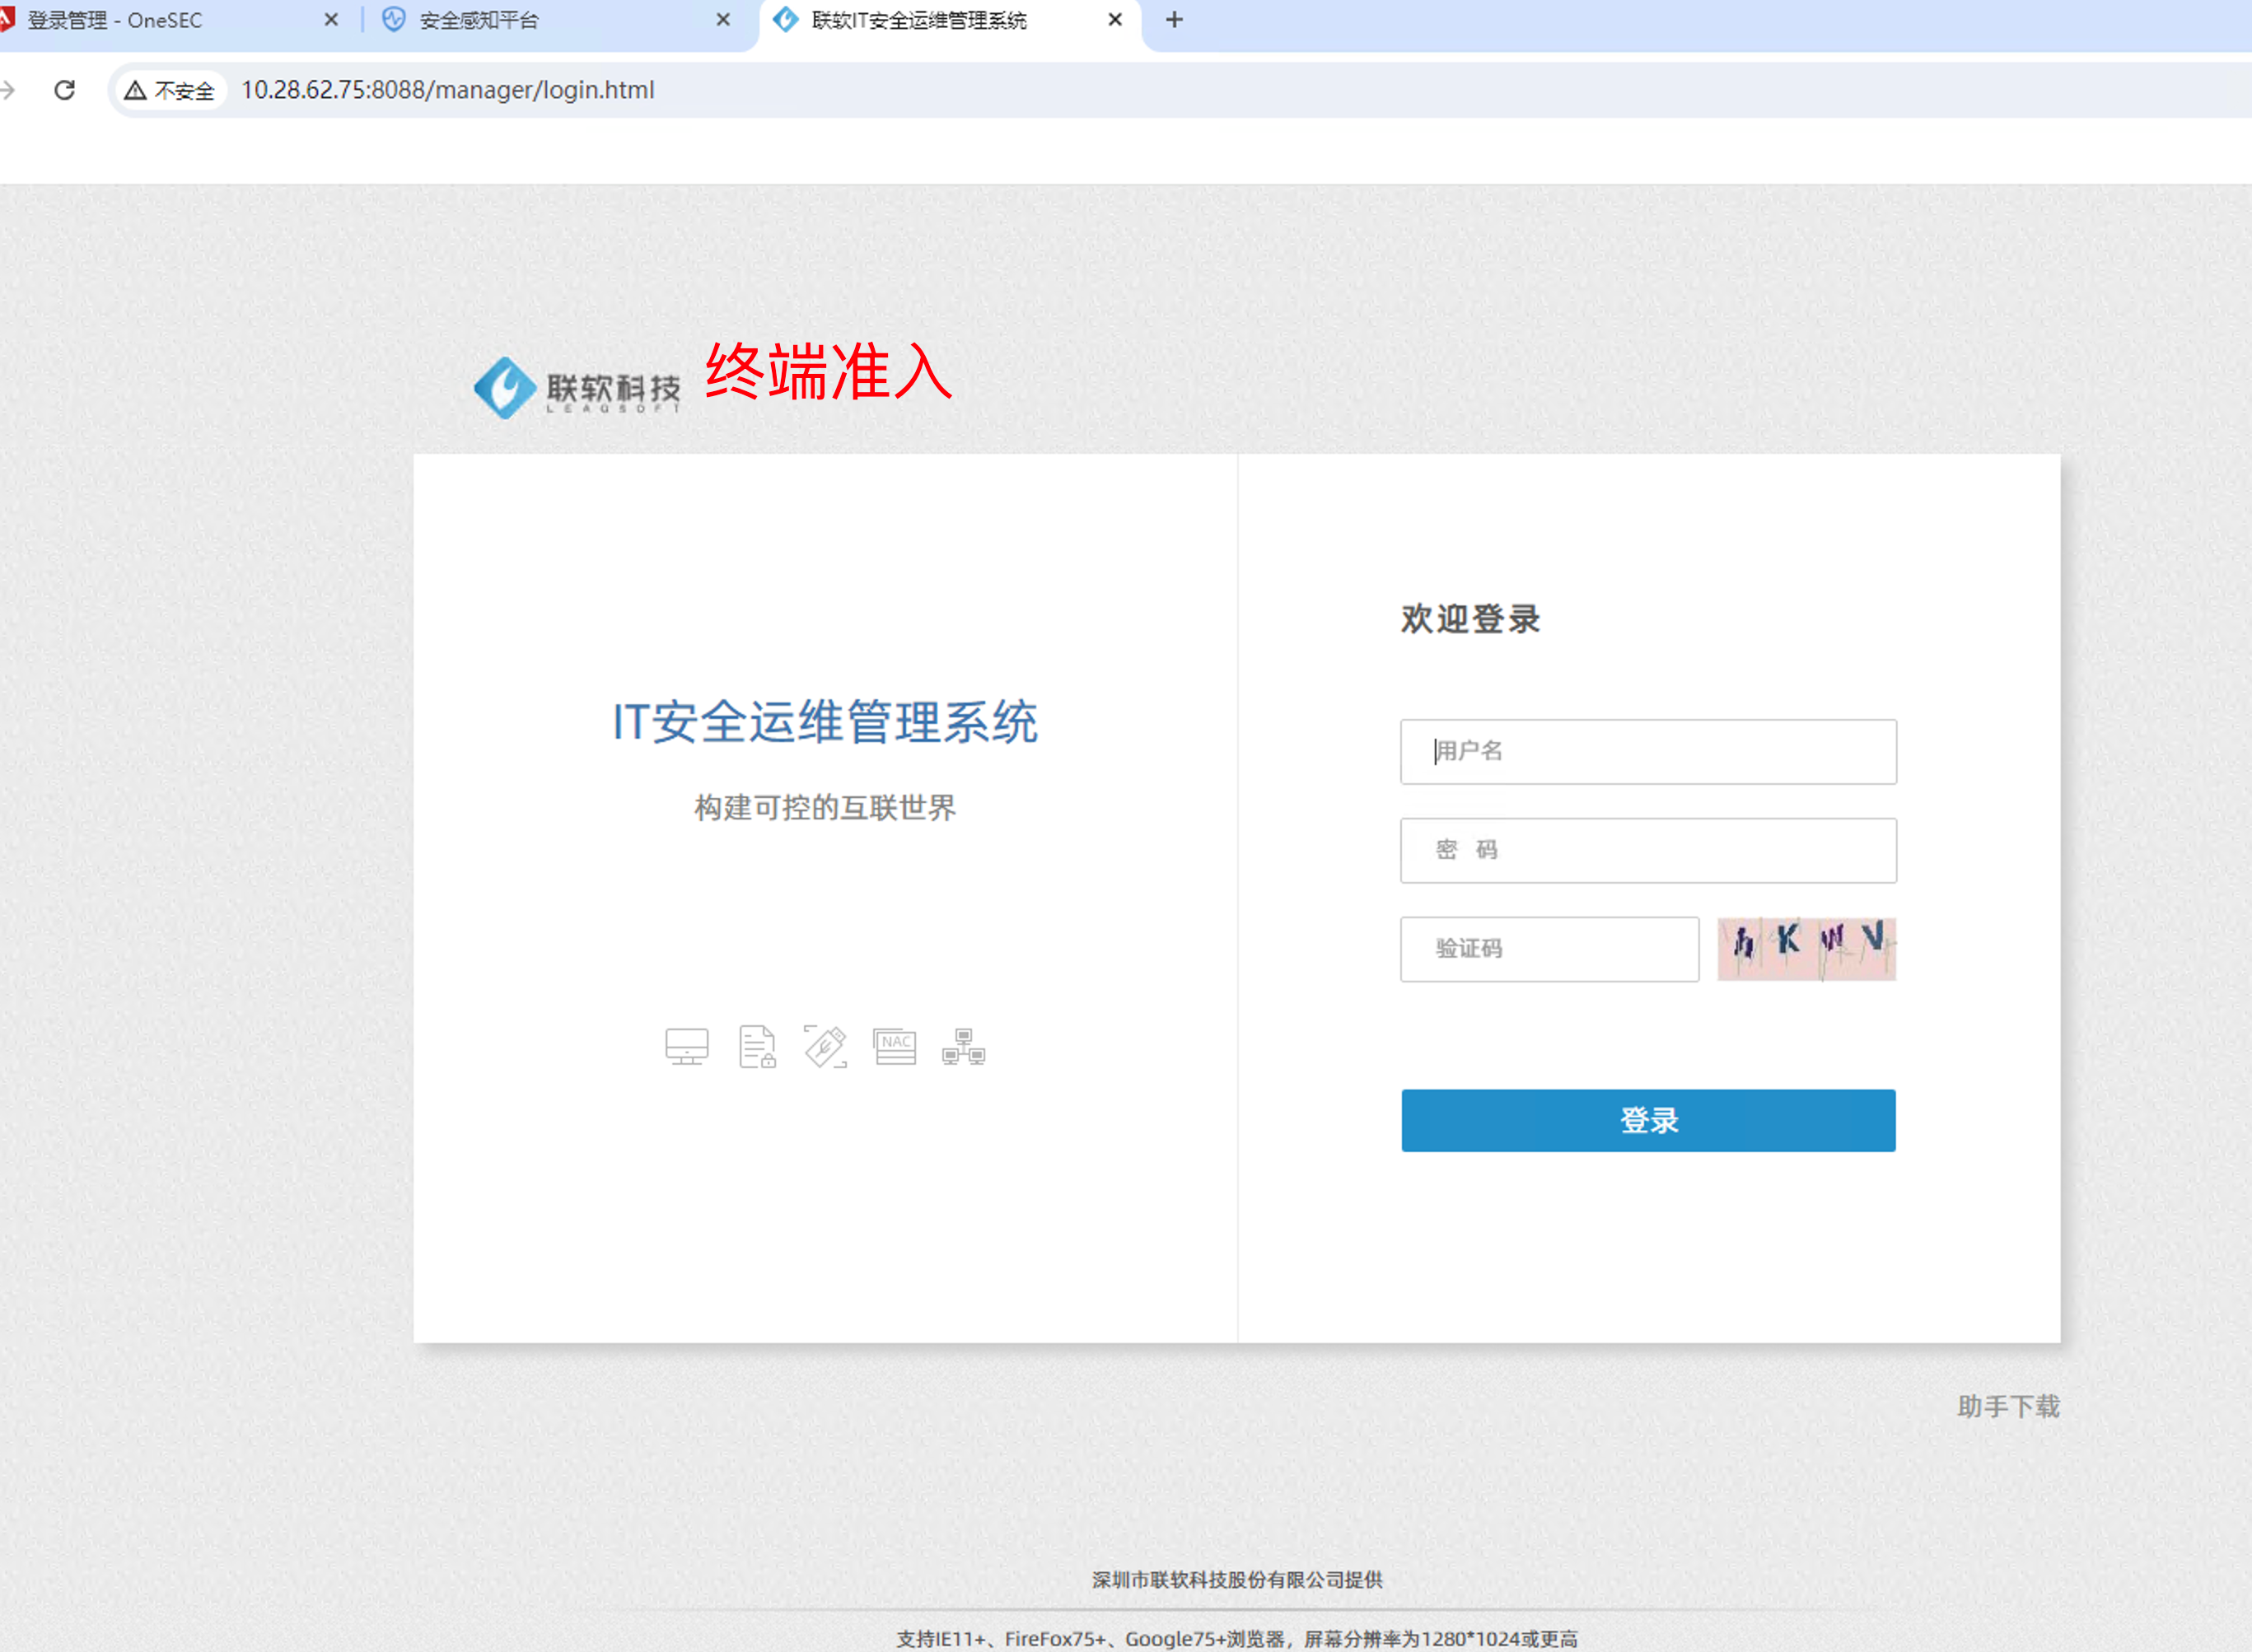 登录管理 - OneSEC
安全感知平台
联软IT安全运维管理系统
不安全
10.28.62.75:8088/manager/login.html
联软科技
LEAGSOFT
终端准入
欢迎登录
IT安全运维管理系统
用户名
构建可控的互联世界
密 码
验证码
h K W V
NAC
登录
助手下载
深圳市联软科技股份有限公司提供
支持IE11+、FireFox75+、Google75+浏览器，屏幕分辨率为1280*1024或更高